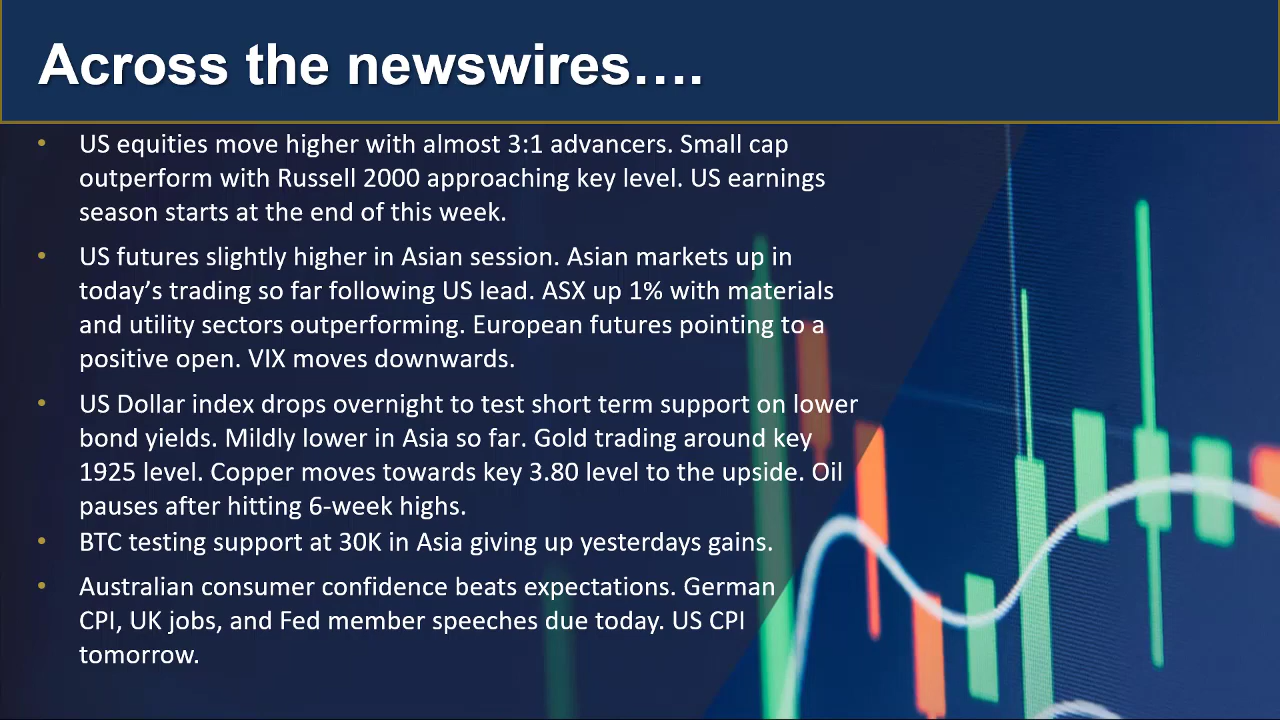 Across the newswires….
• US equities move higher with almost 3:1 advancers. Small cap
outperform with Russell 2000 approaching key level. US earnings
season starts at the end of this week.
• US futures slightly higher in Asian session. Asian markets up in
today’s trading so far following US lead. ASX up 1% with materials
and utility sectors outperforming. European futures pointing to a
positive open. VIX moves downwards.
• US Dollar index drops overnight to test short term support on lower
bond yields. Mildly lower in Asia so far. Gold trading around key
1925 level. Copper moves towards key 3.80 level to the upside. Oil
pauses after hitting 6-week highs.
• BTC testing support at 30K in Asia giving up yesterdays gains.
• Australian consumer confidence beats expectations. German
CPI, UK jobs, and Fed member speeches due today. US CPI
tomorrow.